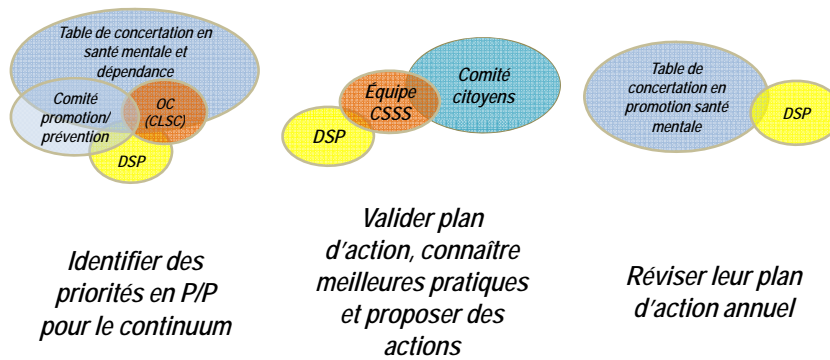 Table de concertation en
santé mentale et
dépendance
Comité
promotion/
prévention
OC
(CLSC)
DSP
DSP
Équipe
CSSS
Comité
citoyens
Table de
concertation en
promotion santé
mentale
DSP
Identifier des
priorités en P/P
pour le continuum
Valider plan
d'action, connaître
meilleures pratiques
et proposer des
actions
Réviser leur plan
d'action annuel